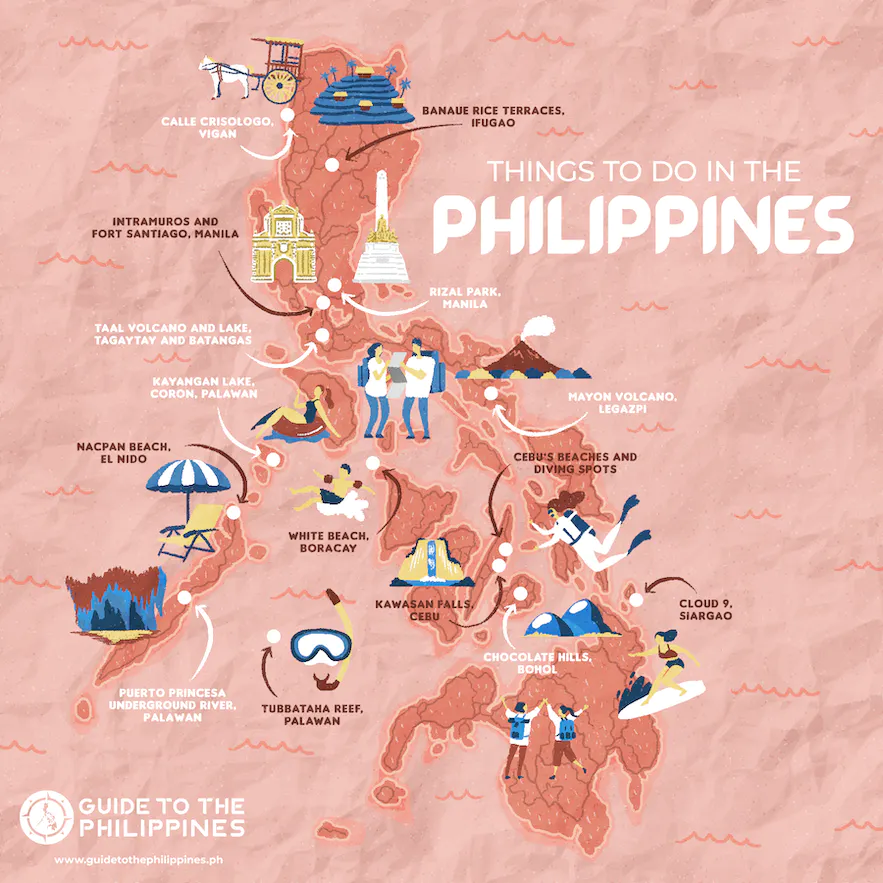 THINGS TO DO IN THE
PHILIPPINES
CALLE CRISOLOGO,
VIGAN
BANAUE RICE TERRACES,
IFUGAO
INTRAMUROS AND
FORT SANTIAGO, MANILA
RIZAL PARK,
MANILA
TAAL VOLCANO AND LAKE,
TAGAYTAY AND BATANGAS
KAYANGAN LAKE,
CORON, PALAWAN
MAYON VOLCANO,
LEGAZPI
NACPAN BEACH,
EL NIDO
CEBU'S BEACHES AND
DIVING SPOTS
WHITE BEACH,
BORACAY
KAWASAN FALLS,
CEBU
CLOUD 9,
SIARGAO
CHOCOLATE HILLS,
BOHOL
PUERTO PRINCESA
UNDERGROUND RIVER,
PALAWAN
TUBBATAHA REEF,
PALAWAN
GUIDE TO THE
PHILIPPINES
www.guidetothephilippines.ph